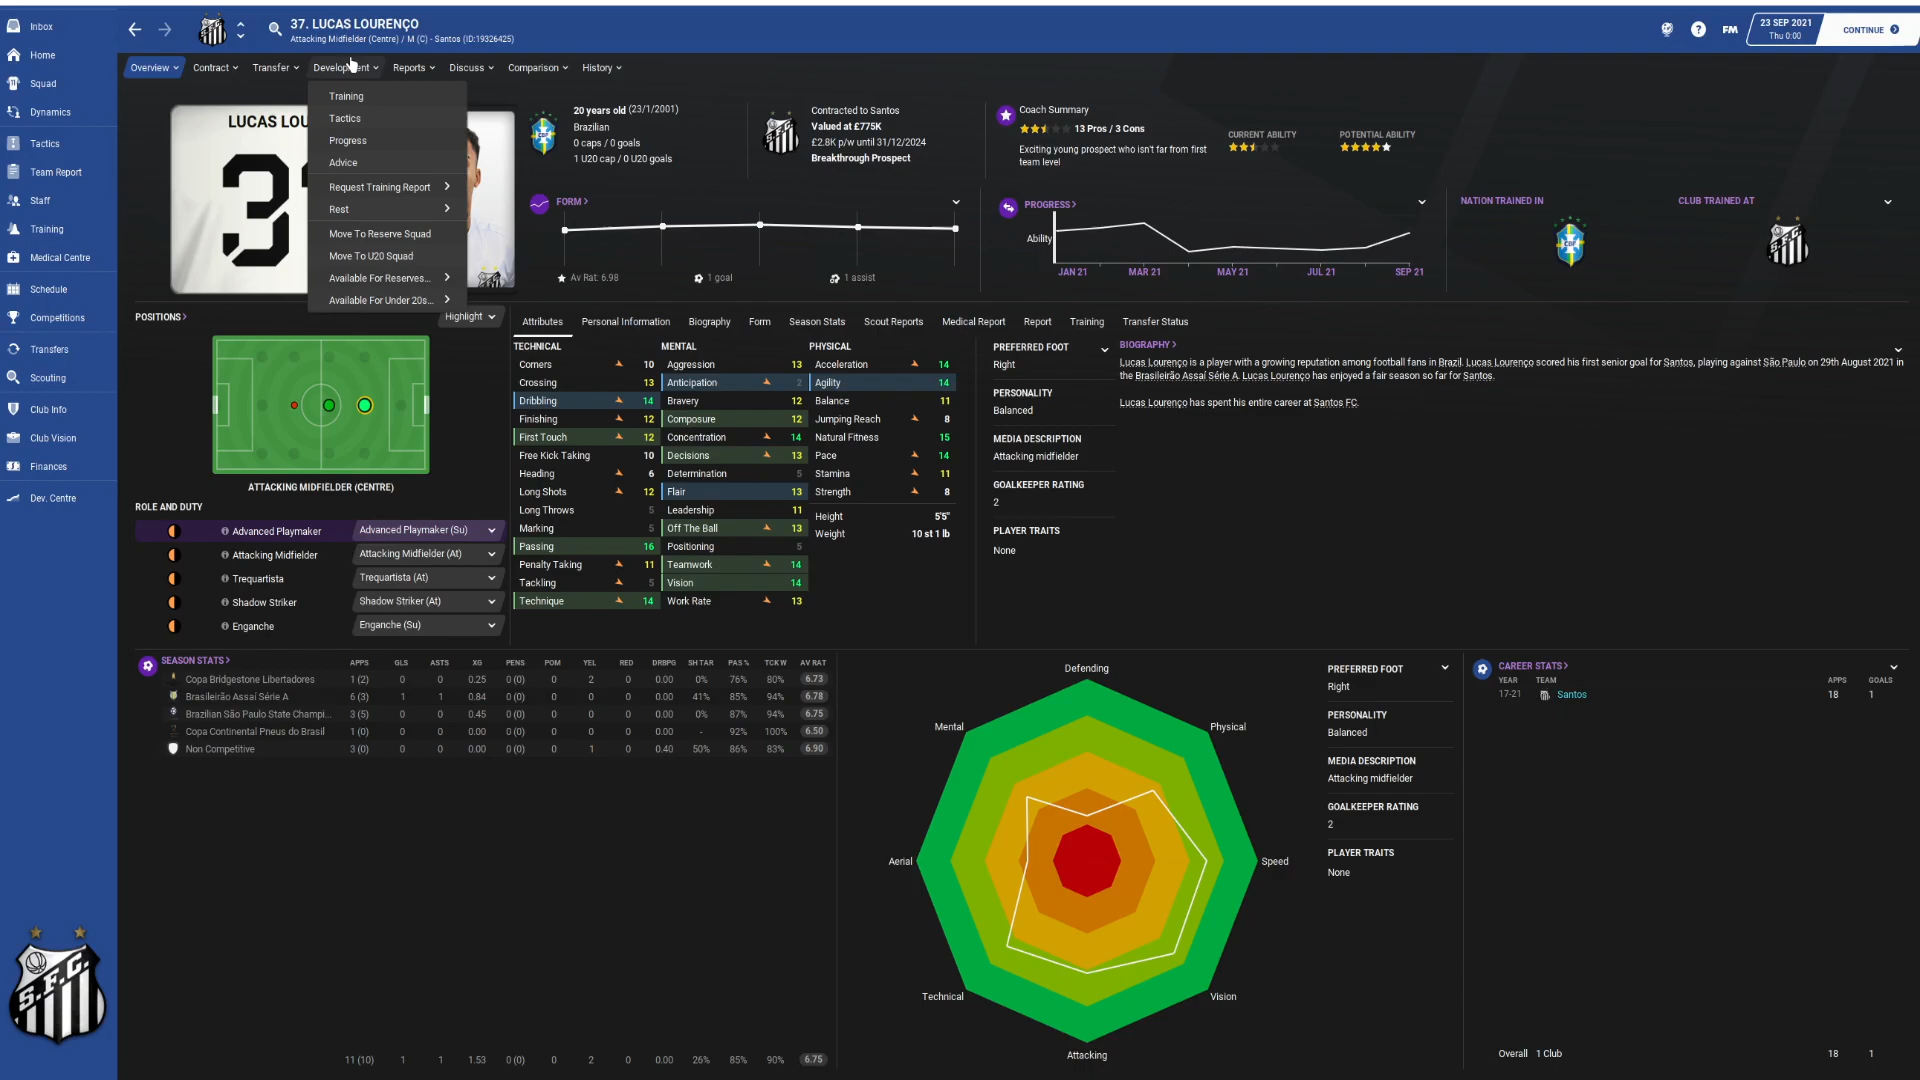 Inbox
Home
Squad
Dynamics
Tactics
Team Report
Staff
Training
Medical Centre
Schedule
Competitions
Transfers
Scouting
Club Info
Club Vision
Finances
Dev. Centre
S.F.C.
37. LUCAS LOURENÇO
Attacking Midfielder (Centre) / M (C) - Santos (ID:19326425)
FM
23 SEP 2021
Thu 0:00
CONTINUE
Overview Contract Transfer Development Reports Discuss Comparison History
Training
Tactics
Progress
Advice
Request Training Report
Rest
Move To Reserve Squad
Move To U20 Squad
Available For Reserves...
Available For Under 20s...
LUCAS LOU
20 years old (23/1/2001)
Brazilian
0 caps / 0 goals
1 U20 cap / 0 U20 goals
Contracted to Santos
Valued at £775K
£2.8K p/w until 31/12/2024
Breakthrough Prospect
Coach Summary
13 Pros / 3 Cons
Exciting young prospect who isn't far from first
team level
CURRENT ABILITY
POTENTIAL ABILITY
FORM
Av Rat: 6.98 1 goal 1 assist
PROGRESS
Ability
JAN 21 MAR 21 MAY 21 JUL 21 SEP 21
NATION TRAINED IN
CBF
CLUB TRAINED AT
POSITIONS
Highlight
ATTACKING MIDFIELDER (CENTRE)
ROLE AND DUTY
Advanced Playmaker Advanced Playmaker (Su)
Attacking Midfielder Attacking Midfielder (At)
Trequartista Trequartista (At)
Shadow Striker Shadow Striker (At)
Enganche Enganche (Su)
Attributes Personal Information Biography Form Season Stats Scout Reports Medical Report Report Training Transfer Status
TECHNICAL
Corners 10
Crossing 13
Dribbling 14
Finishing 12
First Touch 12
Free Kick Taking 10
Heading 6
Long Shots 12
Long Throws 5
Marking 5
Passing 16
Penalty Taking 11
Tackling 5
Technique 14
MENTAL
Aggression 13
Anticipation 2
Bravery 12
Composure 12
Concentration 14
Decisions 13
Determination 5
Flair 13
Leadership 11
Off The Ball 13
Positioning 5
Teamwork 14
Vision 14
Work Rate 13
PHYSICAL
Acceleration 14
Agility 14
Balance 11
Jumping Reach 8
Natural Fitness 15
Pace 14
Stamina 11
Strength 8
Height 5'5"
Weight 10 st 1 lb
PREFERRED FOOT
Right
PERSONALITY
Balanced
MEDIA DESCRIPTION
Attacking midfielder
GOALKEEPER RATING
2
PLAYER TRAITS
None
BIOGRAPHY
Lucas Lourenço is a player with a growing reputation among football fans in Brazil. Lucas Lourenço scored his first senior goal for Santos, playing against São Paulo on 29th August 2021 in
the Brasileirão Assaí Série A. Lucas Lourenço has enjoyed a fair season so far for Santos.
Lucas Lourenço has spent his entire career at Santos FC.
SEASON STATS APPS GLS ASTS XG PENS POM YEL RED DRBPG SH TAR PAS % TCK W AV RAT
Copa Bridgestone Libertadores 1 (2) 0 0 0.25 0 (0) 0 2 0 0.00 0% 76% 80% 6.73
Brasileirão Assaí Série A 6 (3) 1 1 0.84 0 (0) 0 0 0 0.00 41% 85% 94% 6.78
Brazilian São Paulo State Champi... 3 (5) 0 0 0.45 0 (0) 0 0 0 0.00 0% 87% 94% 6.75
Copa Continental Pneus do Brasil 1 (0) 0 0 0.00 0 (0) 0 0 0 0.00 - 92% 100% 6.50
Non Competitive 3 (0) 0 0 0.00 0 (0) 0 1 0 0.40 50% 86% 83% 6.90
11 (10) 1 1 1.53 0 (0) 0 2 0 0.00 26% 85% 90% 6.75
Defending
Physical
Speed
Vision
Attacking
Technical
Aerial
Mental
PREFERRED FOOT
Right
PERSONALITY
Balanced
MEDIA DESCRIPTION
Attacking midfielder
GOALKEEPER RATING
2
PLAYER TRAITS
None
CAREER STATS
YEAR TEAM APPS GOALS
17-21 Santos 18 1
Overall 1 Club 18 1